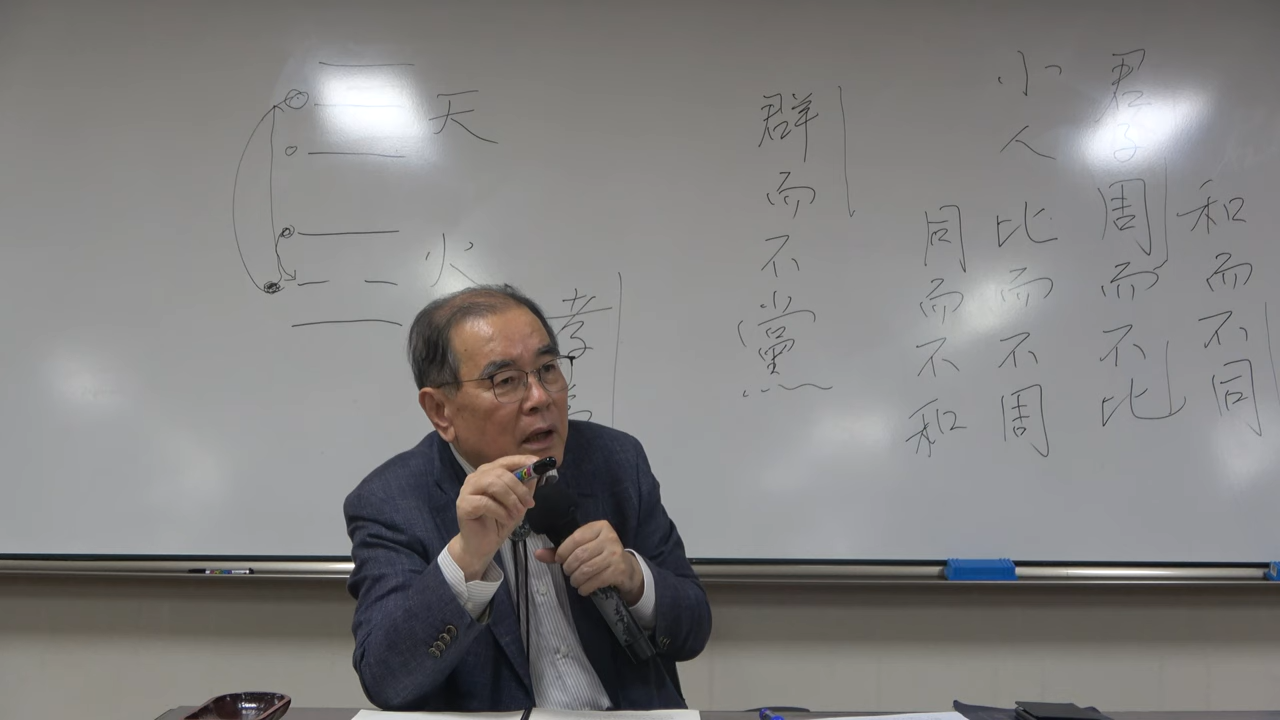 和而不同
君子周而不比
小人比而不周
同而不和
群而不黨
孝
天
火